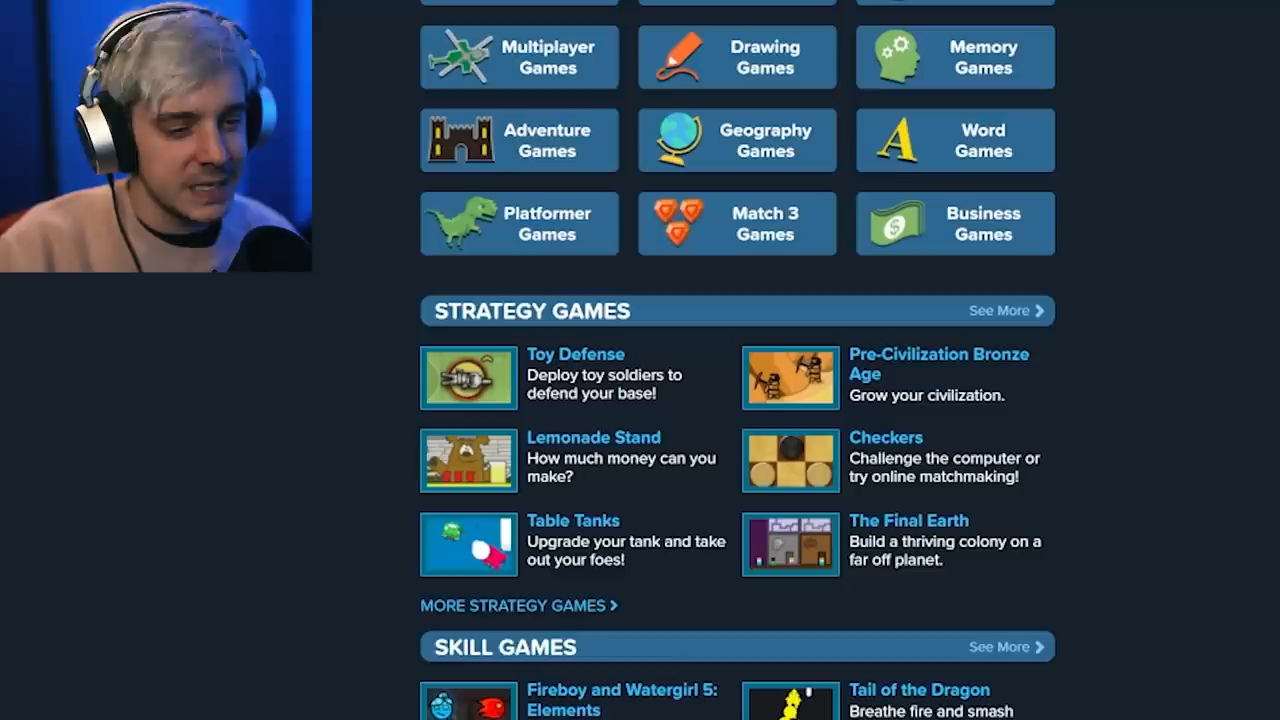 Multiplayer
Games
Drawing
Games
Memory
Games
Adventure
Games
Geography
Games
A
Word
Games
Platformer
Games
Match 3
Games
$
Business
Games
STRATEGY GAMES
See More >
Toy Defense
Deploy toy soldiers to
defend your base!
Pre-Civilization Bronze
Age
Grow your civilization.
Lemonade Stand
How much money can you
make?
Checkers
Challenge the computer or
try online matchmaking!
Table Tanks
Upgrade your tank and take
out your foes!
The Final Earth
Build a thriving colony on a
far off planet.
MORE STRATEGY GAMES >
SKILL GAMES
See More >
Fireboy and Watergirl 5:
Elements
Tail of the Dragon
Breathe fire and smash